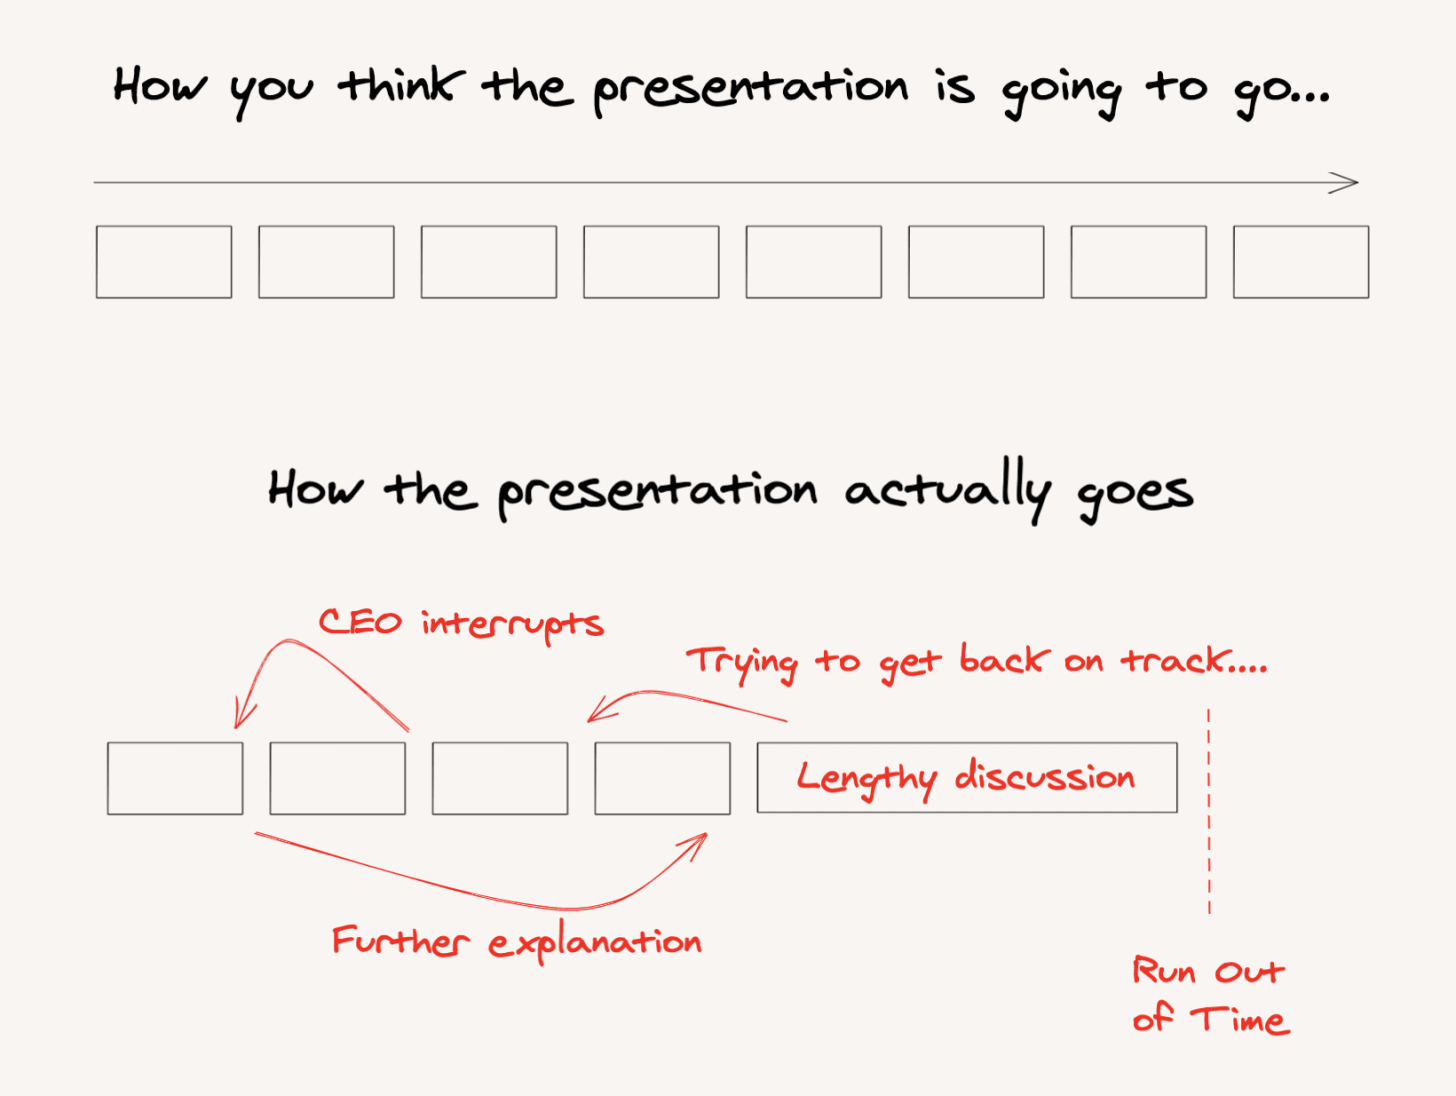 How you think the presentation is going to go...
How the presentation actually goes
CEO interrupts
Trying to get back on track....
Lengthy discussion
Further explanation
Run Out
of Time